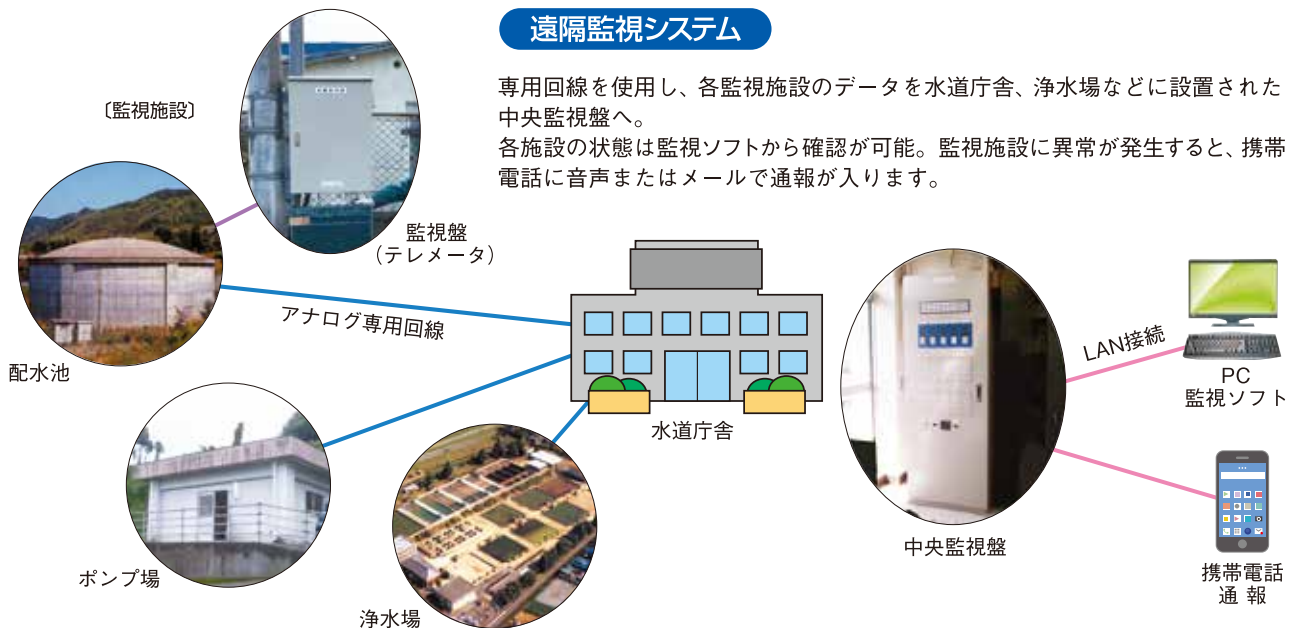 遠隔監視システム
専用回線を使用し、各監視施設のデータを水道庁舎、浄水場などに設置された
中央監視盤へ。
各施設の状態は監視ソフトから確認が可能。監視施設に異常が発生すると、携帯
電話に音声またはメールで通報が入ります。
〔監視施設〕
監視盤
（テレメータ）
アナログ専用回線
配水池
水道庁舎
LAN接続
PC
監視ソフト
ポンプ場
浄水場
中央監視盤
携帯電話
通 報